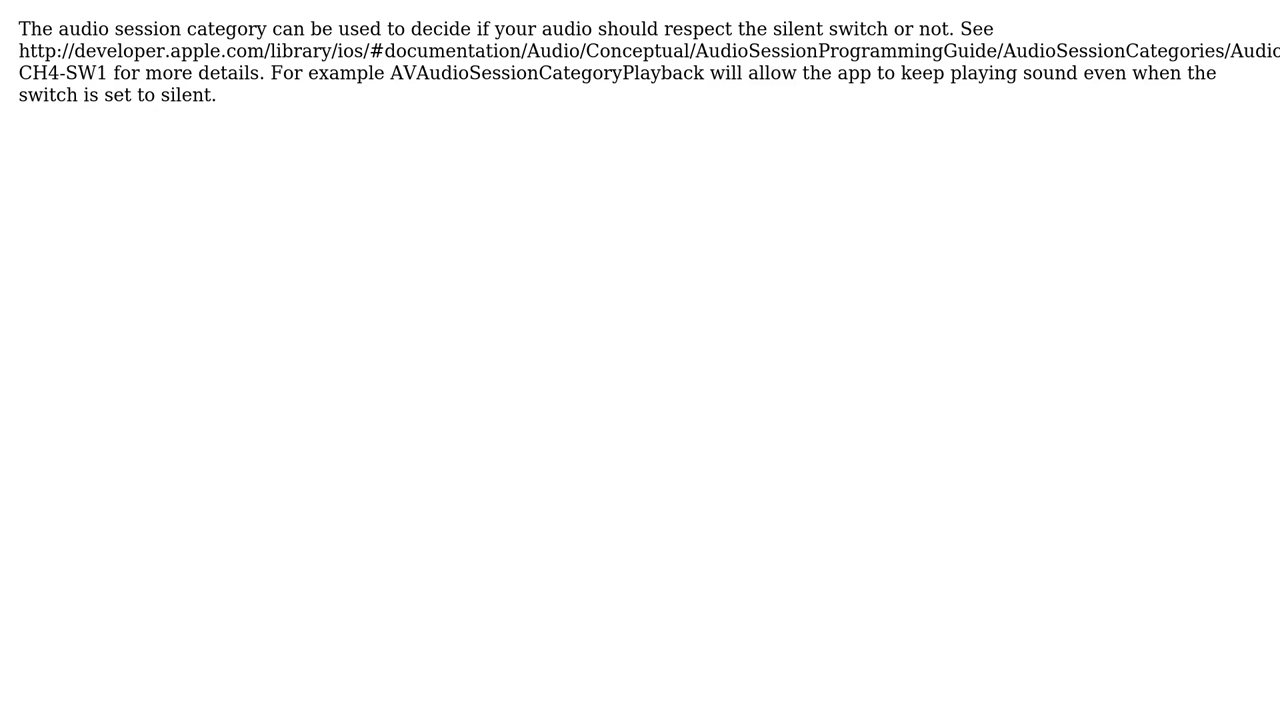 The audio session category can be used to decide if your audio should respect the silent switch or not. See
http://developer.apple.com/library/ios/#documentation/Audio/Conceptual/AudioSessionProgrammingGuide/AudioSessionCategories/Audio
CH4-SW1 for more details. For example AVAudioSessionCategoryPlayback will allow the app to keep playing sound even when the
switch is set to silent.